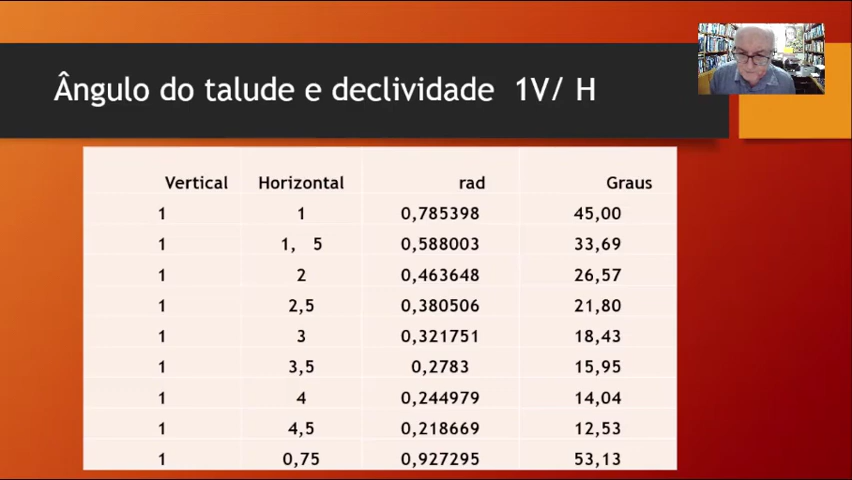 Ângulo do talude e declividade 1V/ H
Vertical Horizontal rad Graus
1 1 0,785398 45,00
1 1, 5 0,588003 33,69
1 2 0,463648 26,57
1 2,5 0,380506 21,80
1 3 0,321751 18,43
1 3,5 0,2783 15,95
1 4 0,244979 14,04
1 4,5 0,218669 12,53
1 0,75 0,927295 53,13